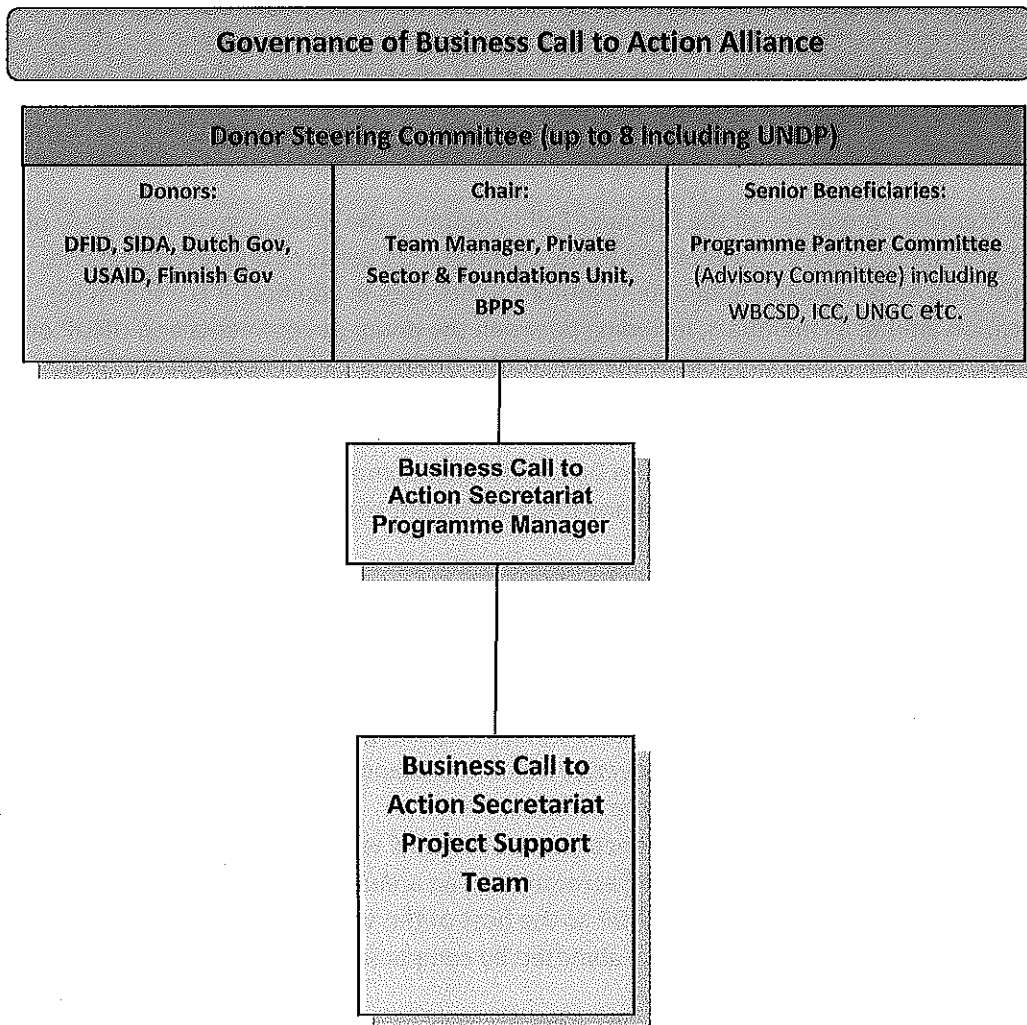 Governance of Business Call to Action Alliance
Donor Steering Committee (up to 8 including UNDP)
Donors:
DFID, SIDA, Dutch Gov,
USAID, Finnish Gov
Chair:
Team Manager, Private
Sector & Foundations Unit,
BPPS
Senior Beneficiaries:
Programme Partner Committee
(Advisory Committee) including
WBCSD, ICC, UNGC etc.
Business Call to
Action Secretariat
Programme Manager
Business Call to
Action Secretariat
Project Support
Team